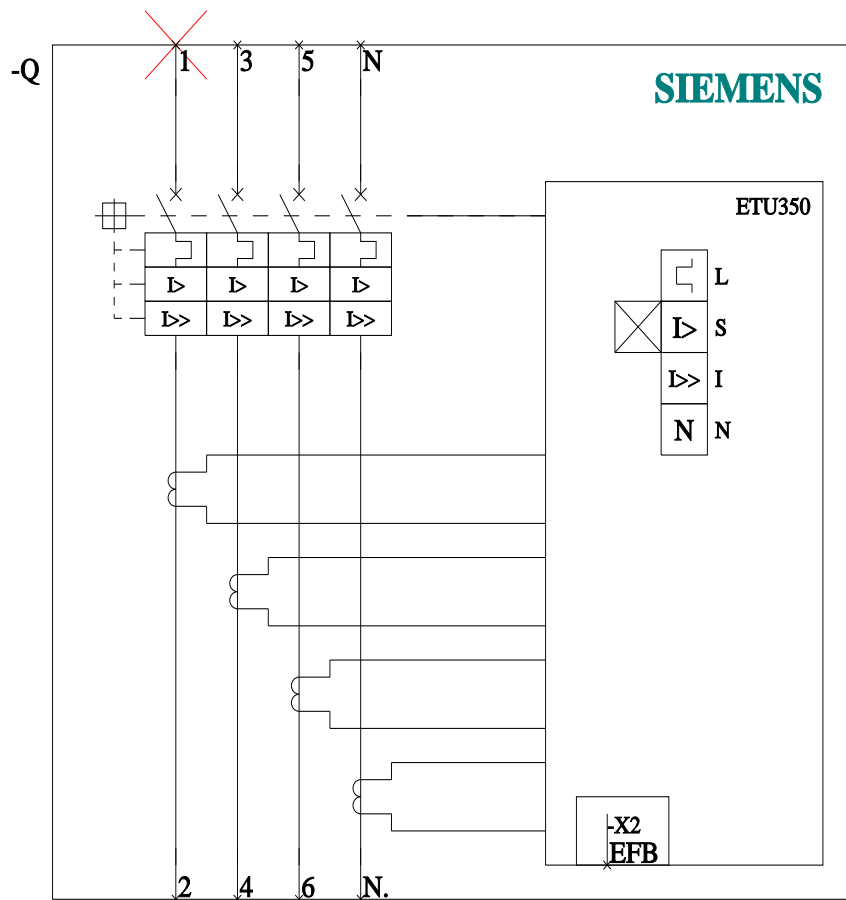 1 3 5 N
-Q
SIEMENS
ETU350
L
I> I> I> I> I> S
I>> I>> I>> I>> I>> I
N N
-X2
EFB
2 4 6 N.